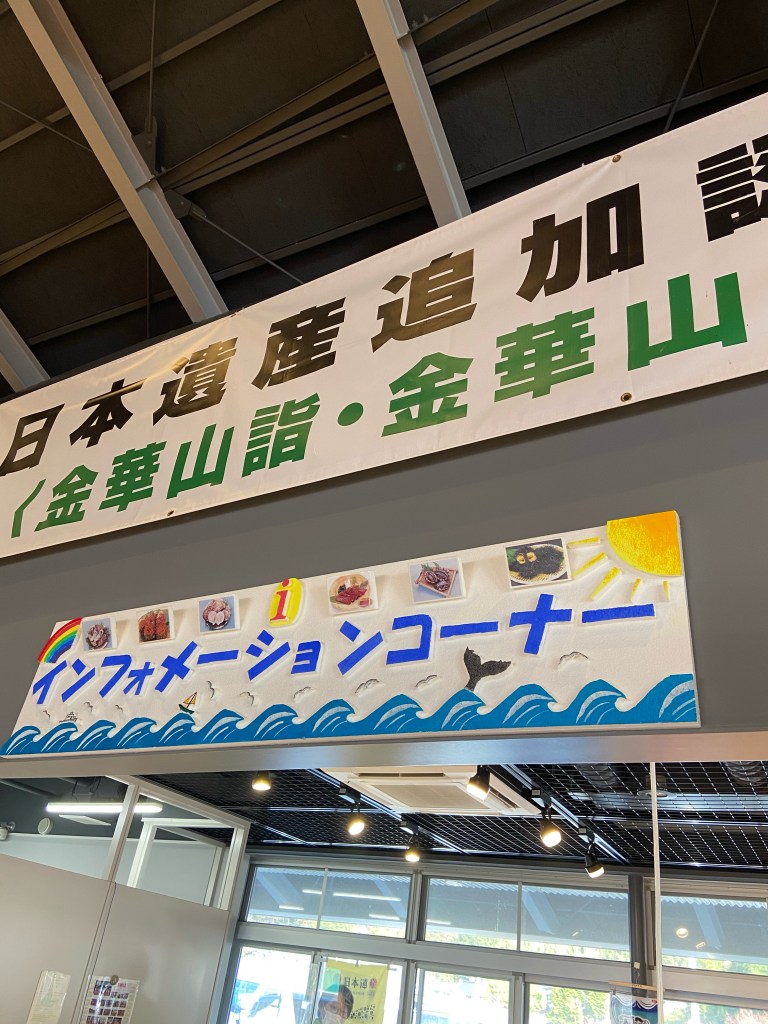 日本遺産追加認
〈金華山詣・金華山
i
インフォメーションコーナー